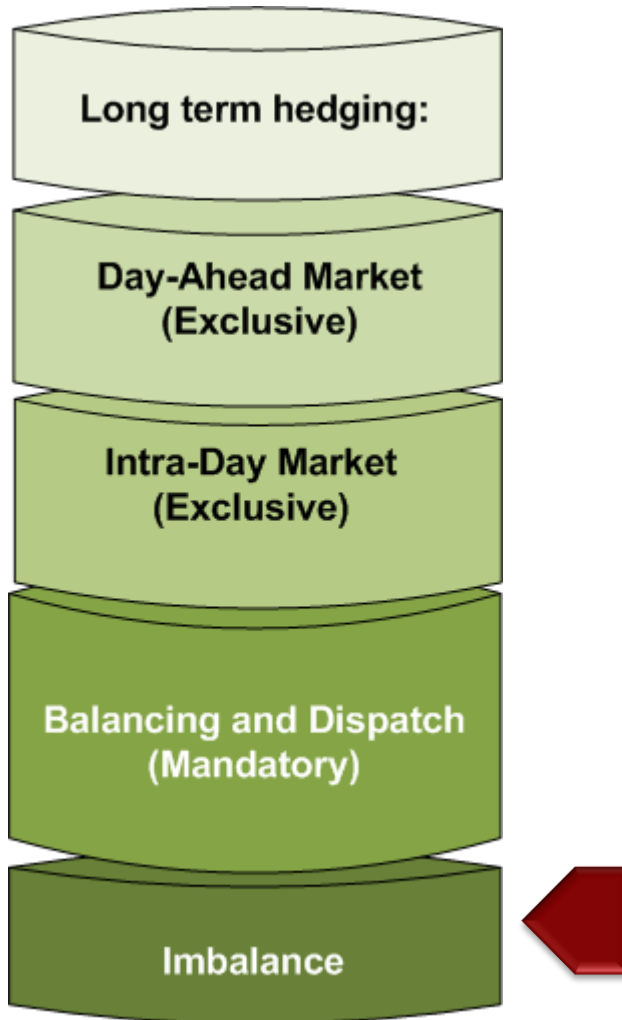 Long term hedging:
Day-Ahead Market
(Exclusive)
Intra-Day Market
(Exclusive)
Balancing and Dispatch
(Mandatory)
Imbalance